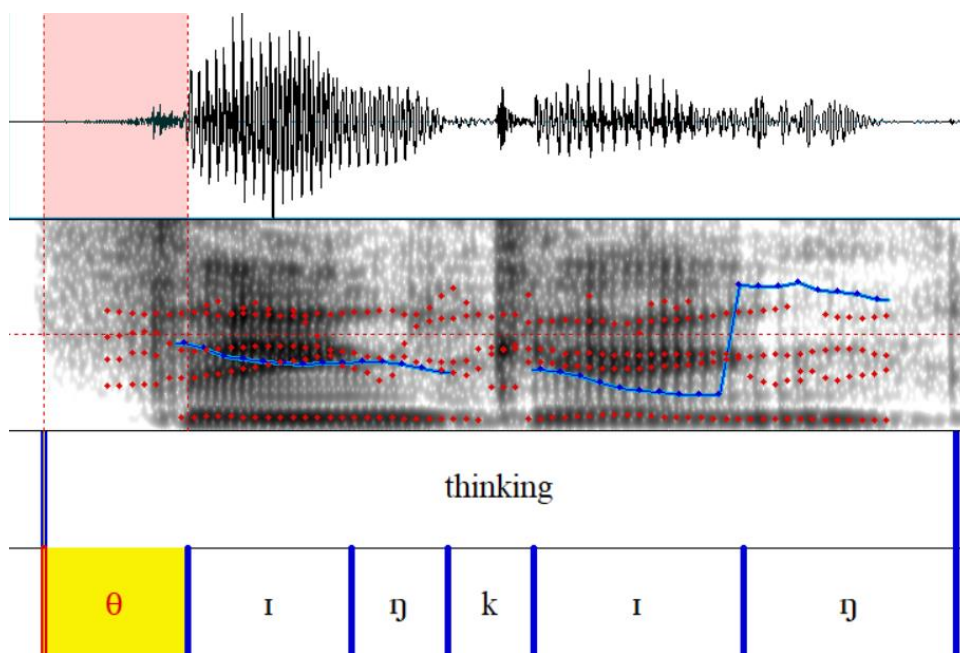 thinking
θ ɪ ŋ k ɪ ŋ